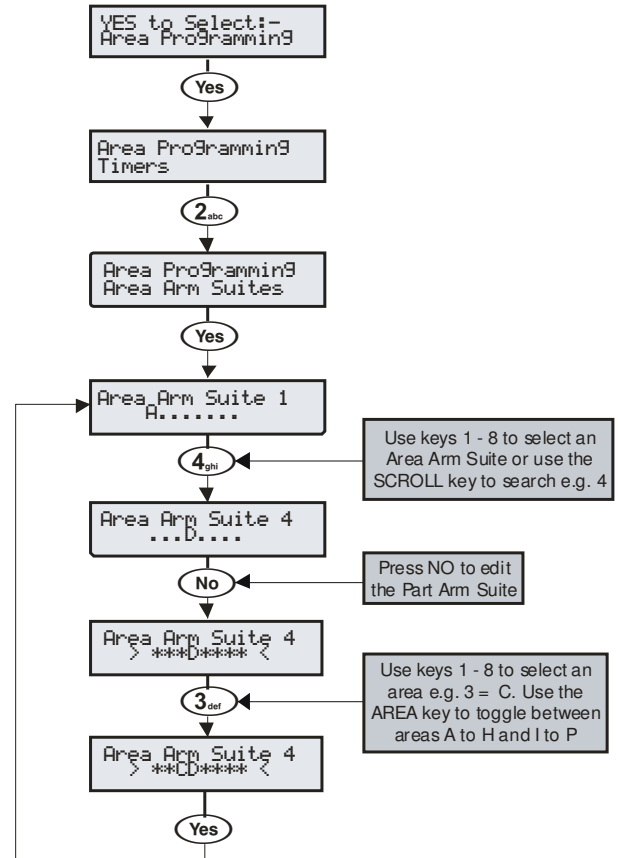 YES to Select:-
Area Programming
Yes
Area Programming
Timers
2abc
Area Programming
Area Arm Suites
Yes
Area Arm Suite 1
A.......
4ghi
Use keys 1 - 8 to select an
Area Arm Suite or use the
SCROLL key to search e.g. 4
Area Arm Suite 4
...D....
No
Press NO to edit
the Part Arm Suite
Area Arm Suite 4
> ***D**** <
3def
Use keys 1 - 8 to select an
area e.g. 3 = C. Use the
AREA key to toggle between
areas A to H and I to P
Area Arm Suite 4
> **CD**** <
Yes